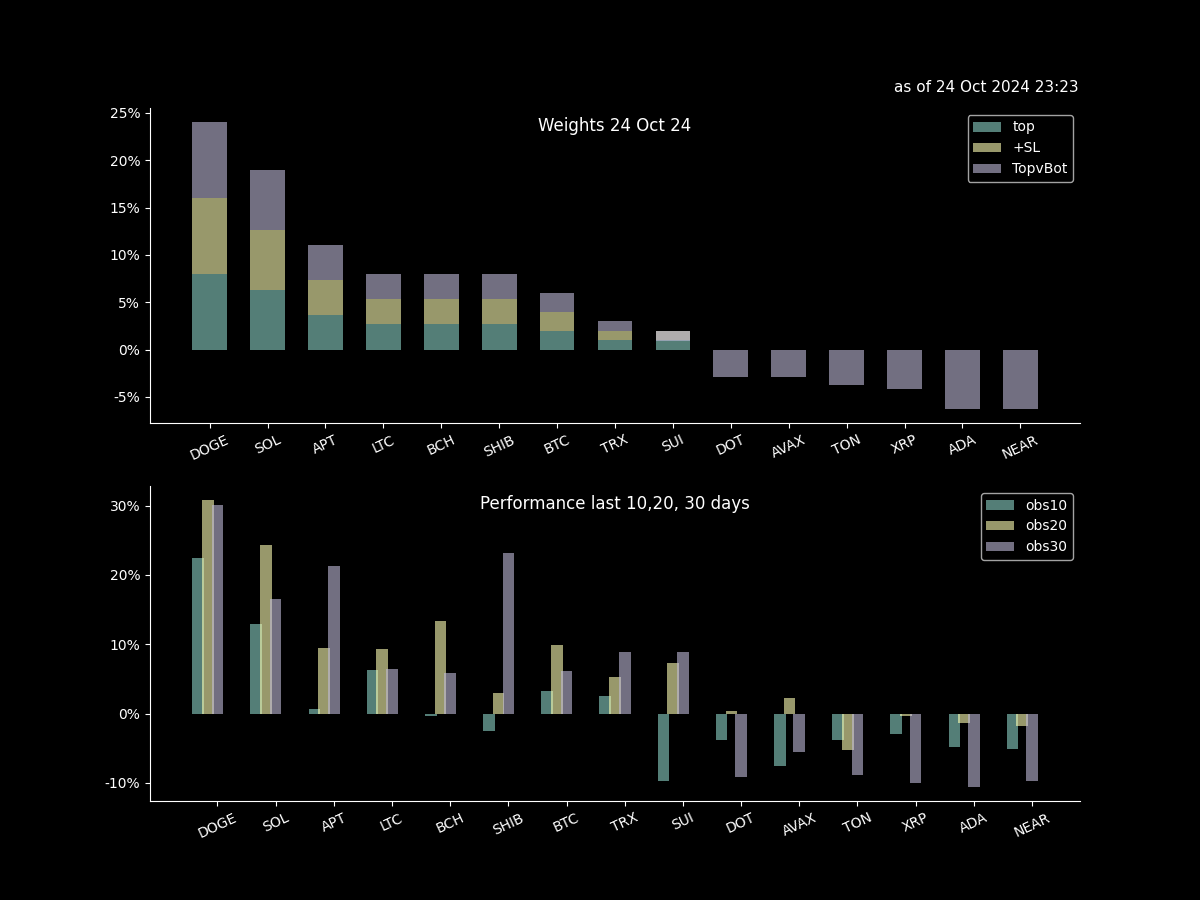 as of 24 Oct 2024 23:23
Weights 24 Oct 24
25%
20%
15%
10%
5%
0%
-5%
top
+SL
TopvBot
DOGE SOL APT LTC BCH SHIB BTC TRX SUI DOT AVAX TON XRP ADA NEAR
Performance last 10,20, 30 days
30%
20%
10%
0%
-10%
obs10
obs20
obs30
DOGE SOL APT LTC BCH SHIB BTC TRX SUI DOT AVAX TON XRP ADA NEAR